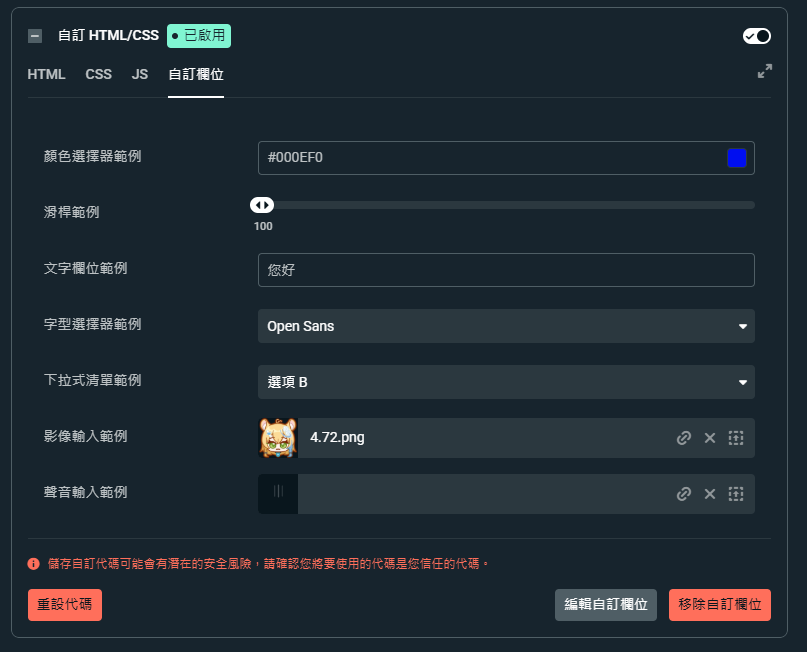 自訂 HTML/CSS 已啟用
HTML CSS JS 自訂欄位
顏色選擇器範例 #000EF0
滑桿範例
100
文字欄位範例 您好
字型選擇器範例 Open Sans
下拉式清單範例 選項 B
影像輸入範例 4.72.png
聲音輸入範例
儲存自訂代碼可能會有潛在的安全風險，請確認您將要使用的代碼是您信任的代碼。
重設代碼 編輯自訂欄位 移除自訂欄位